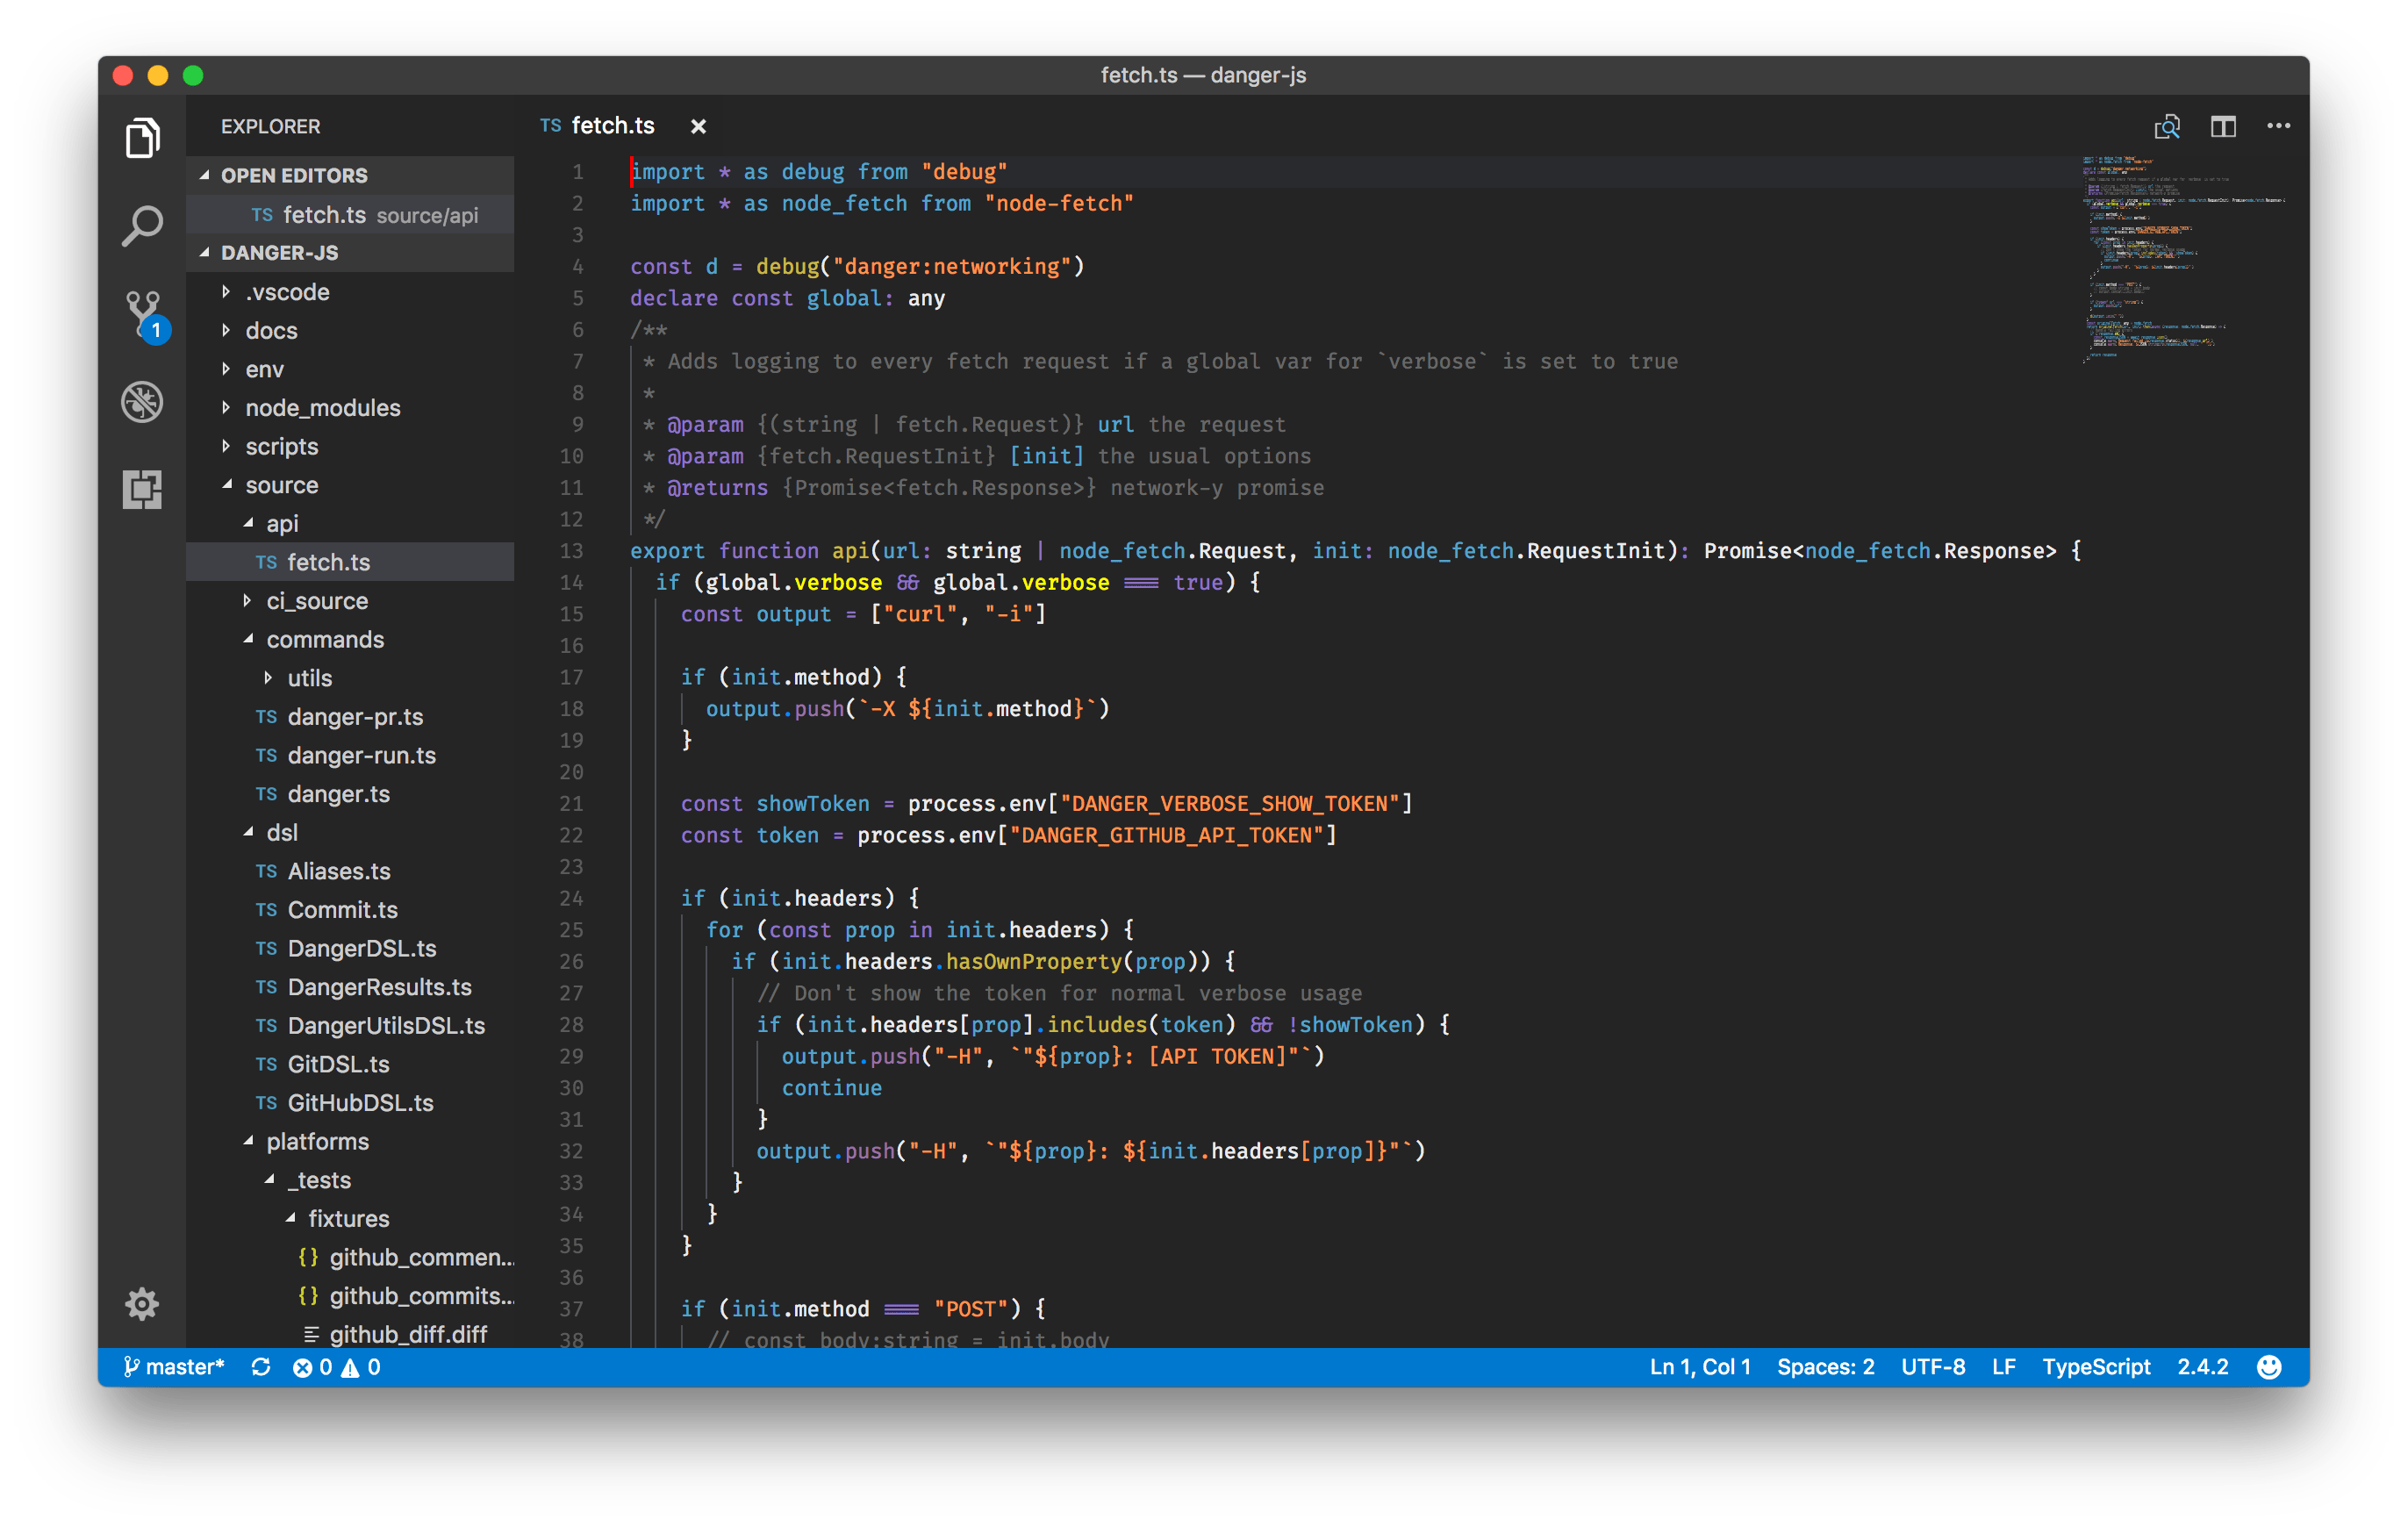 fetch.ts — danger-js
EXPLORER
OPEN EDITORS
TS fetch.ts source/api
DANGER-JS
.vscode
docs
env
node_modules
scripts
source
api
TS fetch.ts
ci_source
commands
utils
TS danger-pr.ts
TS danger-run.ts
TS danger.ts
dsl
TS Aliases.ts
TS Commit.ts
TS DangerDSL.ts
TS DangerResults.ts
TS DangerUtilsDSL.ts
TS GitDSL.ts
TS GitHubDSL.ts
platforms
_tests
fixtures
{} github_commen...
{} github_commits...
github_diff.diff
1
TS fetch.ts ×
1 import * as debug from "debug"
2 import * as node_fetch from "node-fetch"
3
4 const d = debug("danger:networking")
5 declare const global: any
6 /**
7 * Adds logging to every fetch request if a global var for `verbose` is set to true
8 *
9 * @param {(string | fetch.Request)} url the request
10 * @param {fetch.RequestInit} [init] the usual options
11 * @returns {Promise<fetch.Response>} network-y promise
12 */
13 export function api(url: string | node_fetch.Request, init: node_fetch.RequestInit): Promise<node_fetch.Response> {
14 if (global.verbose && global.verbose === true) {
15 const output = ["curl", "-i"]
16
17 if (init.method) {
18 output.push(`-X ${init.method}`)
19 }
20
21 const showToken = process.env["DANGER_VERBOSE_SHOW_TOKEN"]
22 const token = process.env["DANGER_GITHUB_API_TOKEN"]
23
24 if (init.headers) {
25 for (const prop in init.headers) {
26 if (init.headers.hasOwnProperty(prop)) {
27 // Don't show the token for normal verbose usage
28 if (init.headers[prop].includes(token) && !showToken) {
29 output.push("-H", `"${prop}: [API TOKEN]"`)
30 continue
31 }
32 output.push("-H", `"${prop}: ${init.headers[prop]}"`)
33 }
34 }
35 }
36
37 if (init.method === "POST") {
38 // const body:string = init.body
master* 0 0
Ln 1, Col 1 Spaces: 2 UTF-8 LF TypeScript 2.4.2